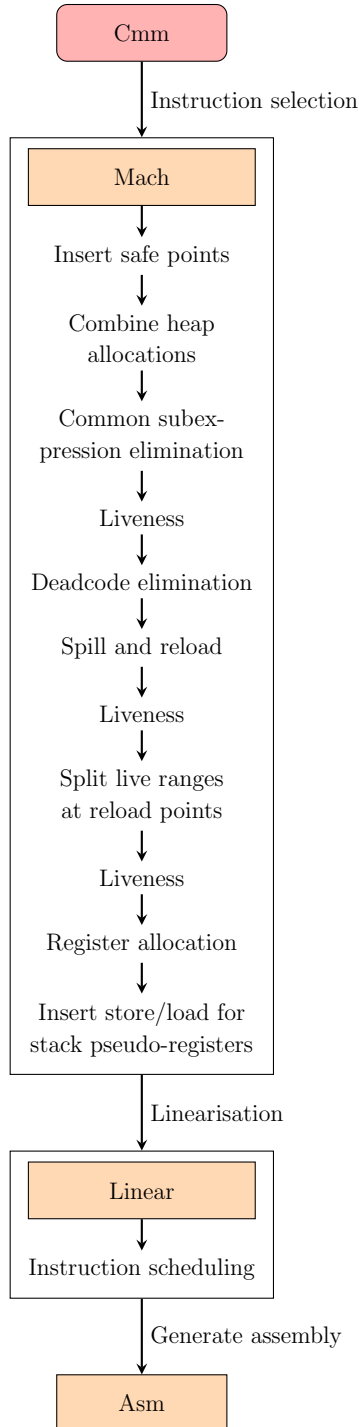 Cmm
Instruction selection
Mach
Insert safe points
Combine heap
allocations
Common subex-
pression elimination
Liveness
Deadcode elimination
Spill and reload
Liveness
Split live ranges
at reload points
Liveness
Register allocation
Insert store/load for
stack pseudo-registers
Linearisation
Linear
Instruction scheduling
Generate assembly
Asm